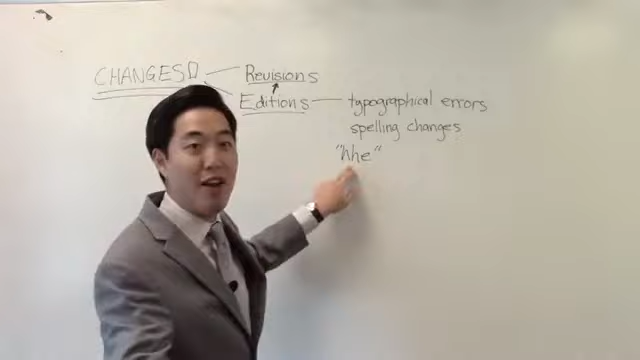 CHANGES
Revisions
Editions — typographical errors
spelling changes
"hhe"